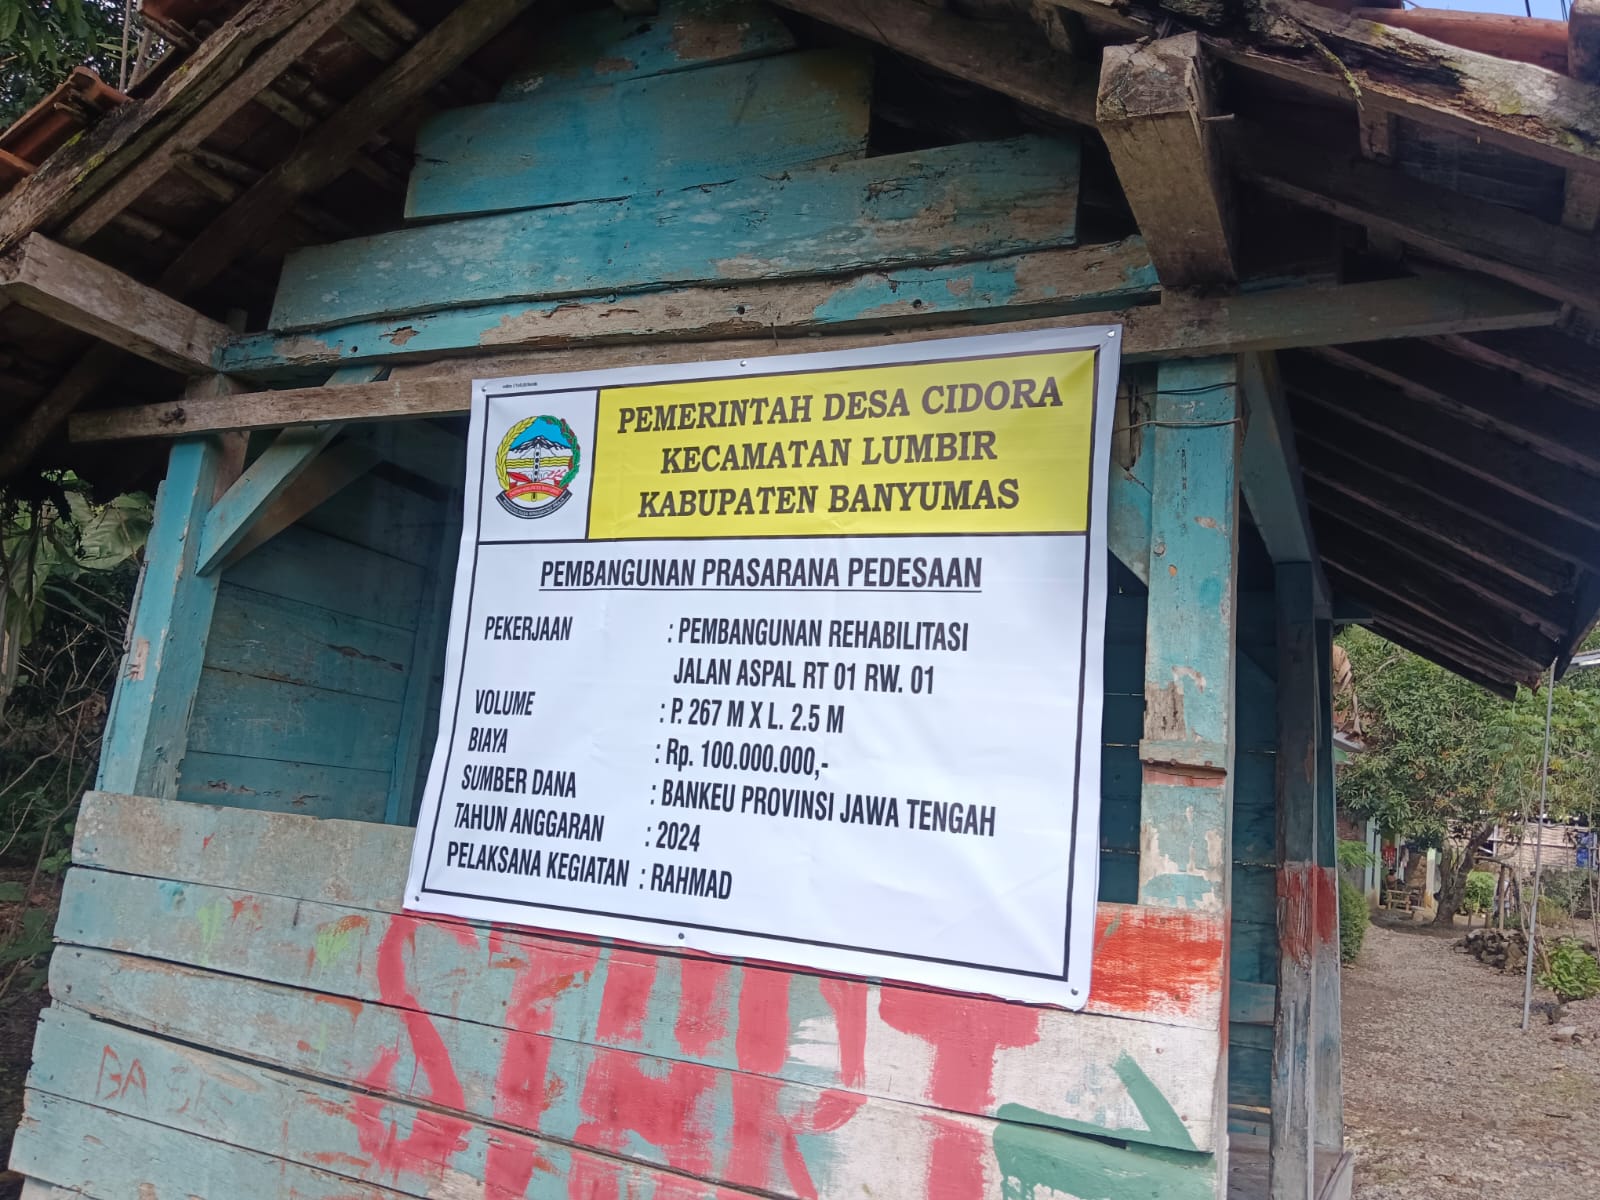 PEMERINTAH DESA CIDORA
KECAMATAN LUMBIR
KABUPATEN BANYUMAS
PEMBANGUNAN PRASARANA PEDESAAN
PEKERJAAN : PEMBANGUNAN REHABILITASI
JALAN ASPAL RT 01 RW. 01
VOLUME : P. 267 M X L. 2.5 M
BIAYA : Rp. 100.000.000,-
SUMBER DANA : BANKEU PROVINSI JAWA TENGAH
TAHUN ANGGARAN : 2024
PELAKSANA KEGIATAN : RAHMAD
START